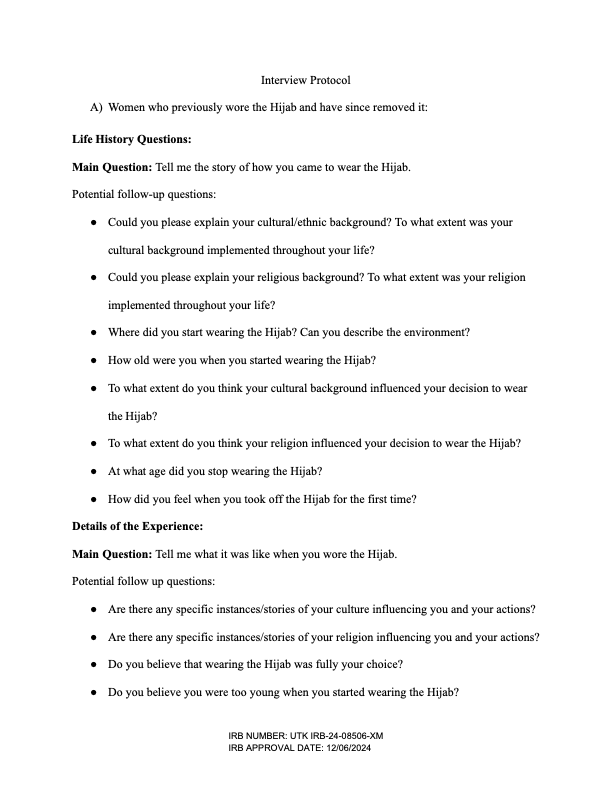 Interview Protocol
A) Women who previously wore the Hijab and have since removed it:
Life History Questions:
Main Question: Tell me the story of how you came to wear the Hijab.
Potential follow-up questions:
● Could you please explain your cultural/ethnic background? To what extent was your
cultural background implemented throughout your life?
● Could you please explain your religious background? To what extent was your religion
implemented throughout your life?
● Where did you start wearing the Hijab? Can you describe the environment?
● How old were you when you started wearing the Hijab?
● To what extent do you think your cultural background influenced your decision to wear
the Hijab?
● To what extent do you think your religion influenced your decision to wear the Hijab?
● At what age did you stop wearing the Hijab?
● How did you feel when you took off the Hijab for the first time?
Details of the Experience:
Main Question: Tell me what it was like when you wore the Hijab.
Potential follow up questions:
● Are there any specific instances/stories of your culture influencing you and your actions?
● Are there any specific instances/stories of your religion influencing you and your actions?
● Do you believe that wearing the Hijab was fully your choice?
● Do you believe you were too young when you started wearing the Hijab?
IRB NUMBER: UTK IRB-24-08506-XM
IRB APPROVAL DATE: 12/06/2024